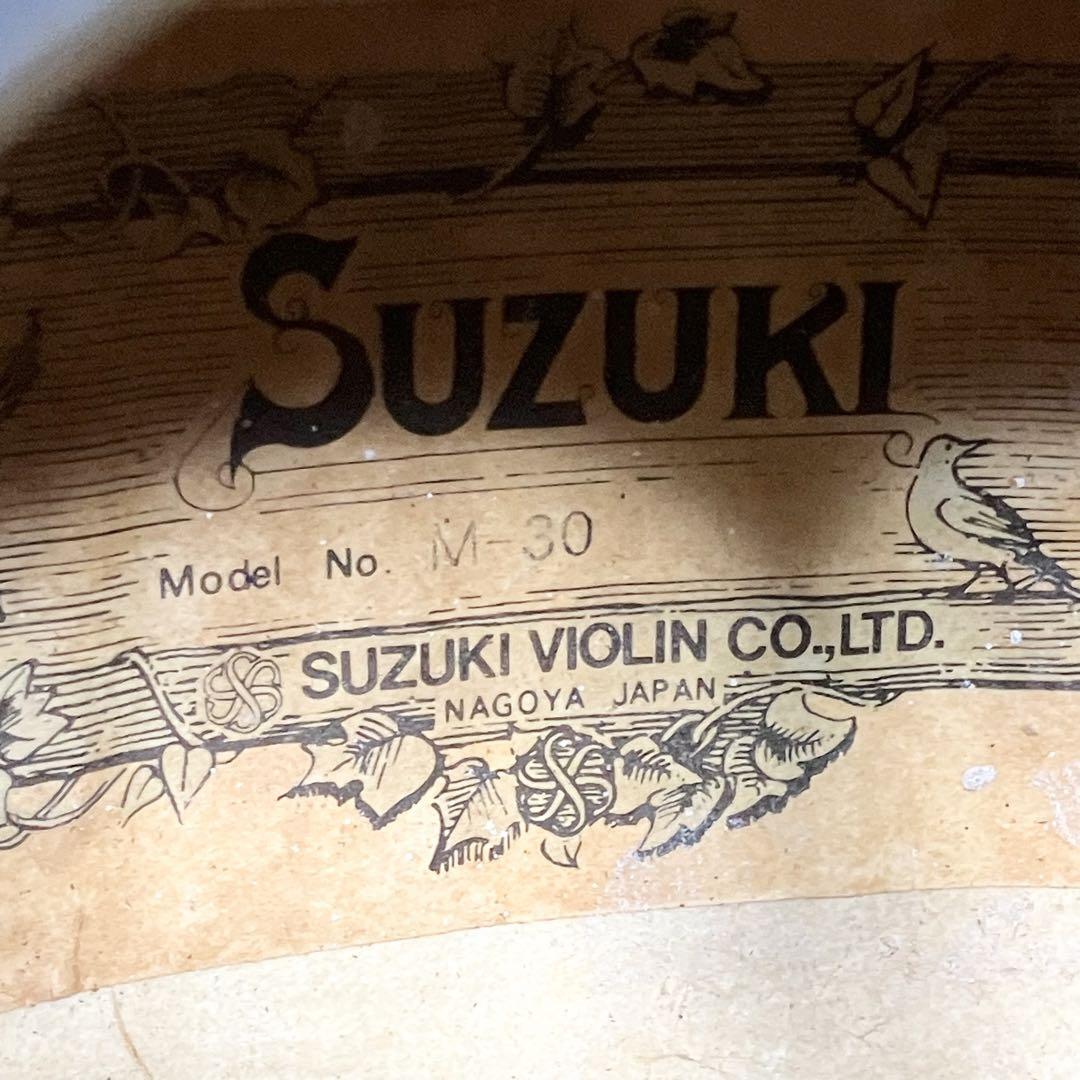 SUZUKI
Model No. M-30
SUZUKI VIOLIN CO.,LTD.
NAGOYA JAPAN